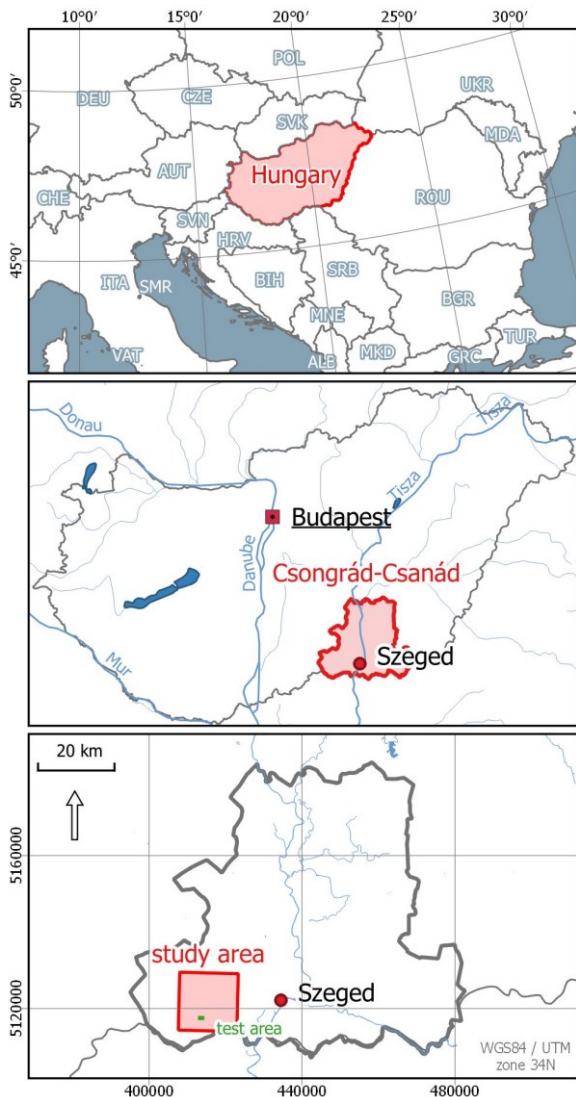 10°0′ 15°0′ 20°0′ 25°0′ 30°0′
POL
50°0′
DEU
CZE
UKR
SVK
MDA
AUT
Hungary
CHE
ROU
SVN
HRV
45°0′
ITA
SMR
BIH
SRB
BGR
MNE
TUR
VAT
ALB
MKD
GRC
Donau
Tisza
Tisza
Budapest
Danube
Csongrád-Csanád
Szeged
Mur
20 km
5160000
study area
Szeged
5120000
test area
WGS84 / UTM
zone 34N
400000 440000 480000